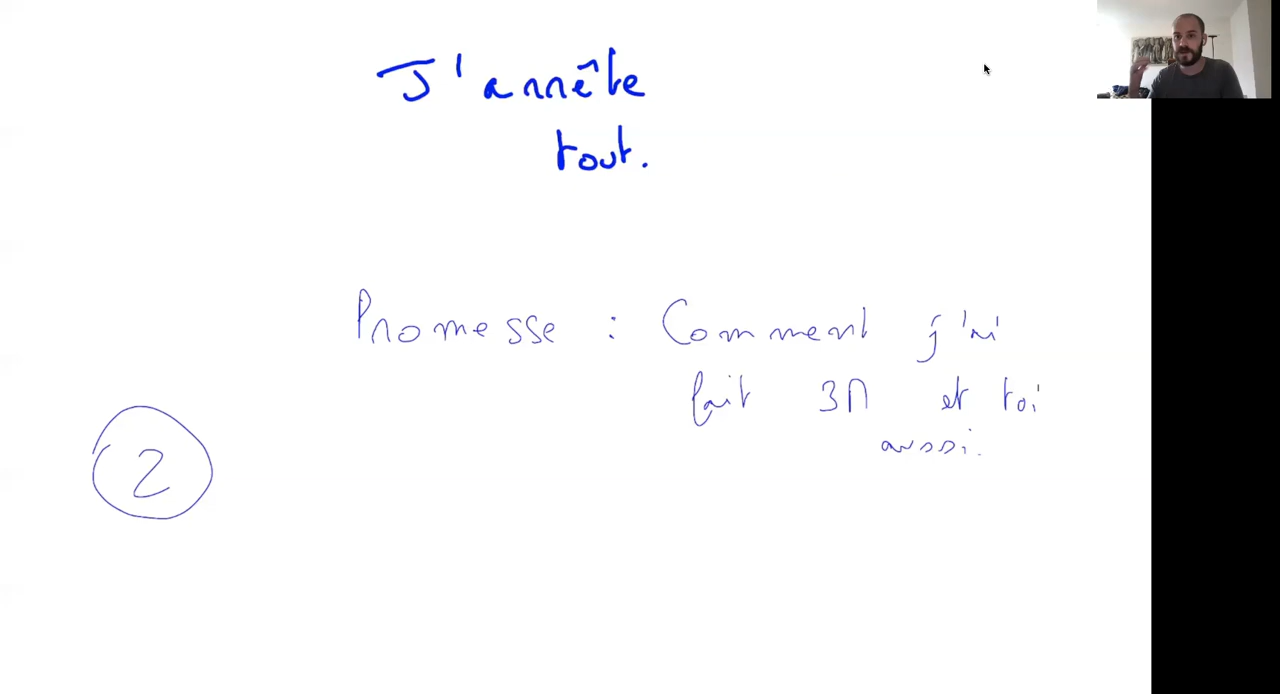 J'arrête
tout.
Promesse : Comment j'ai
fait 3M et toi
aussi.
2